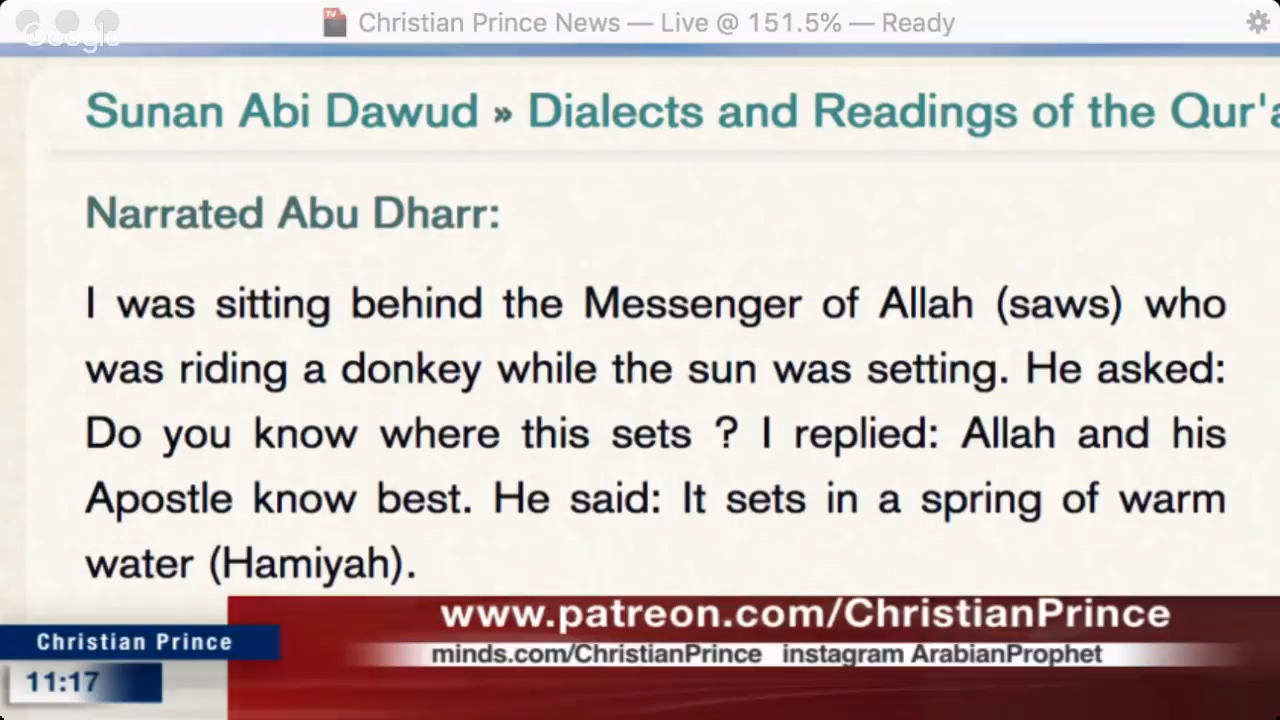 Christian Prince News — Live @ 151.5% — Ready
Google
Sunan Abi Dawud » Dialects and Readings of the Qur'a
Narrated Abu Dharr:
I was sitting behind the Messenger of Allah (saws) who
was riding a donkey while the sun was setting. He asked:
Do you know where this sets ? I replied: Allah and his
Apostle know best. He said: It sets in a spring of warm
water (Hamiyah).
www.patreon.com/ChristianPrince
Christian Prince
minds.com/ChristianPrince instagram ArabianProphet
11:17